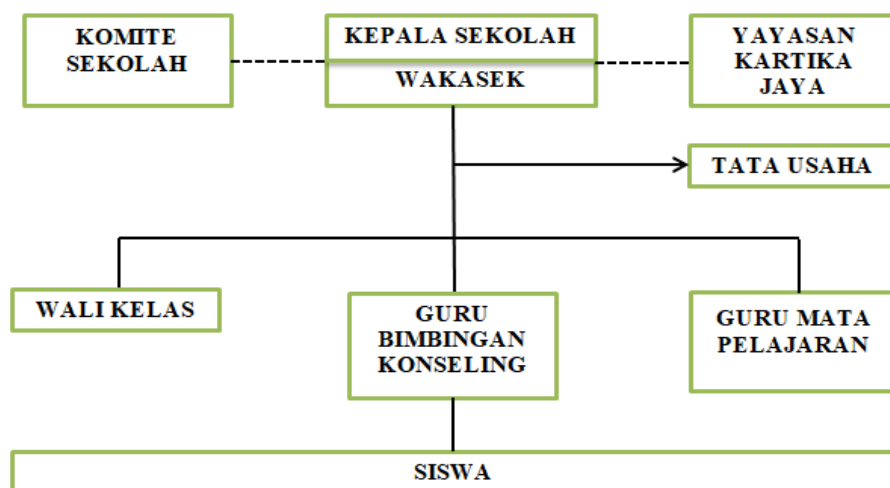 KOMITE
SEKOLAH
KEPALA SEKOLAH
WAKASEK
YAYASAN
KARTIKA
JAYA
TATA USAHA
WALI KELAS
GURU
BIMBINGAN
KONSELING
GURU MATA
PELAJARAN
SISWA